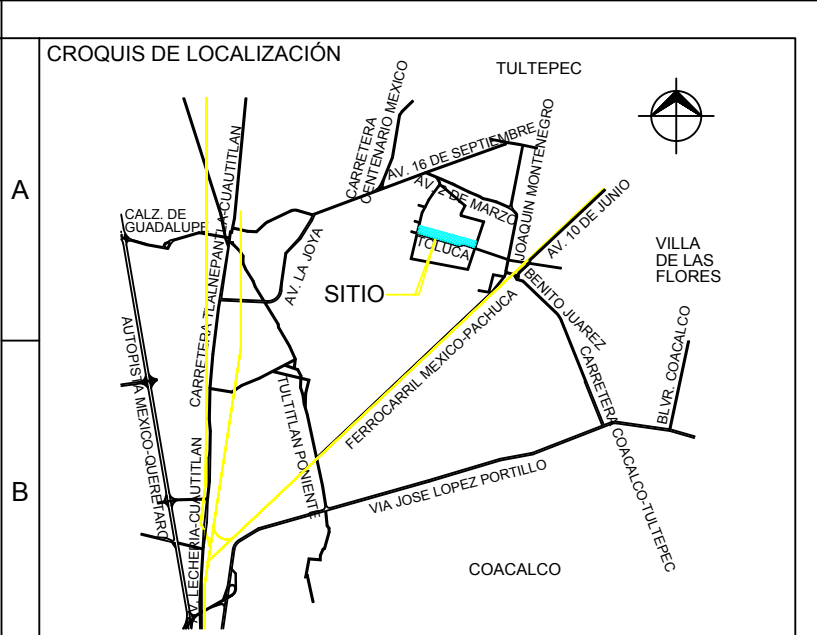 CROQUIS DE LOCALIZACIÓN
TULTEPEC
A
CARRETERA
CENTENARIO MEXICO
AV. 16 DE SEPTIEMBRE
JOAQUIN MONTENEGRO
AV. 2 DE MARZO
AV. 10 DE JUNIO
CALZ. DE
GUADALUPE
CARRETERA TLALNEPANTLA-CUAUTITLAN
AV. LA JOYA
TOLUCA
SITIO
VILLA
DE LAS
FLORES
BENITO JUAREZ
FERROCARRIL MEXICO-PACHUCA
AUTOPISTA MEXICO-QUERETARO
BLVR. COACALCO
CARRETERA COACALCO-TULTEPEC
TULTITLAN PONIENTE
B
AV. LECHERIA-CUAUTITLAN
VIA JOSE LOPEZ PORTILLO
COACALCO